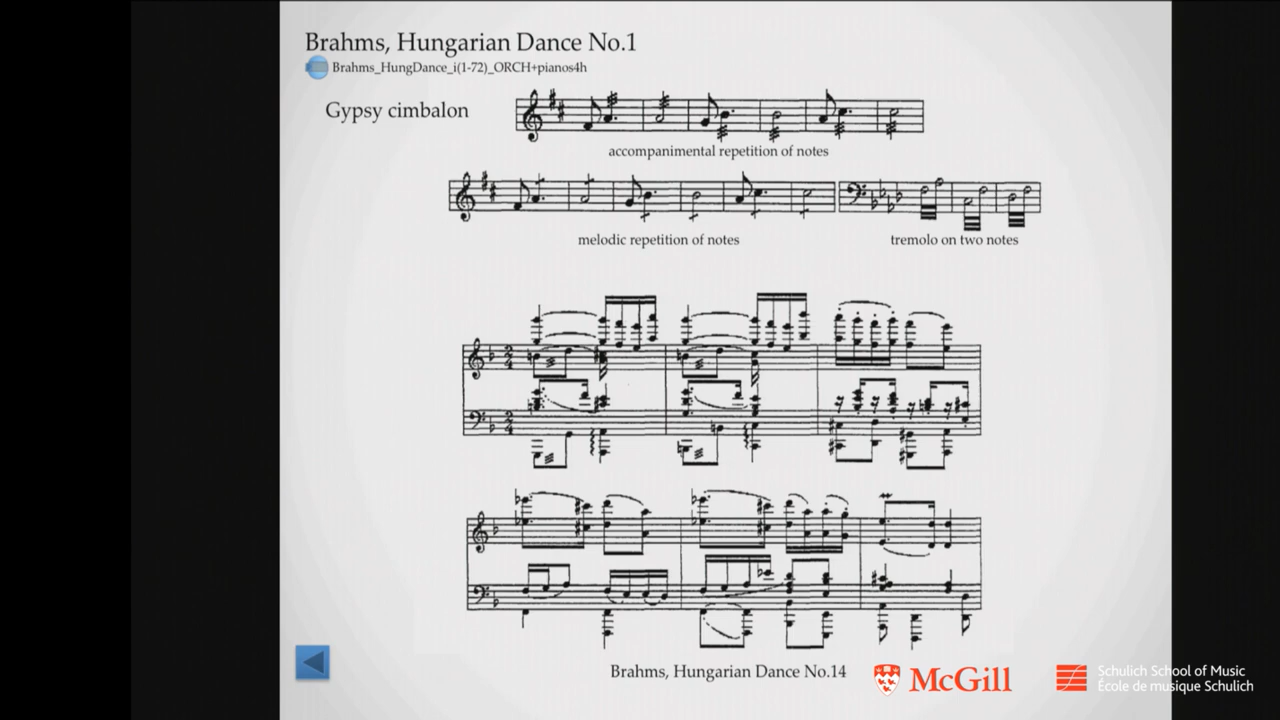 Brahms, Hungarian Dance No.1
Brahms_HungDance_i(1-72)_ORCH+pianos4h
Gypsy cimbalon
accompanimental repetition of notes
melodic repetition of notes
tremolo on two notes
Brahms, Hungarian Dance No.14
McGill
Schulich School of Music
École de musique Schulich